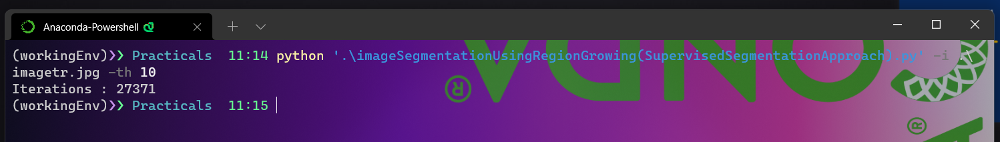 Anaconda-Powershell
(workingEnv)❯❯ Practicals  11:14 python '.\imageSegmentationUsingRegionGrowing(SupervisedSegmentationApproach).py' -i .\
imagetr.jpg -th 10
Iterations : 27371
(workingEnv)❯❯ Practicals  11:15
ONDA
®
®